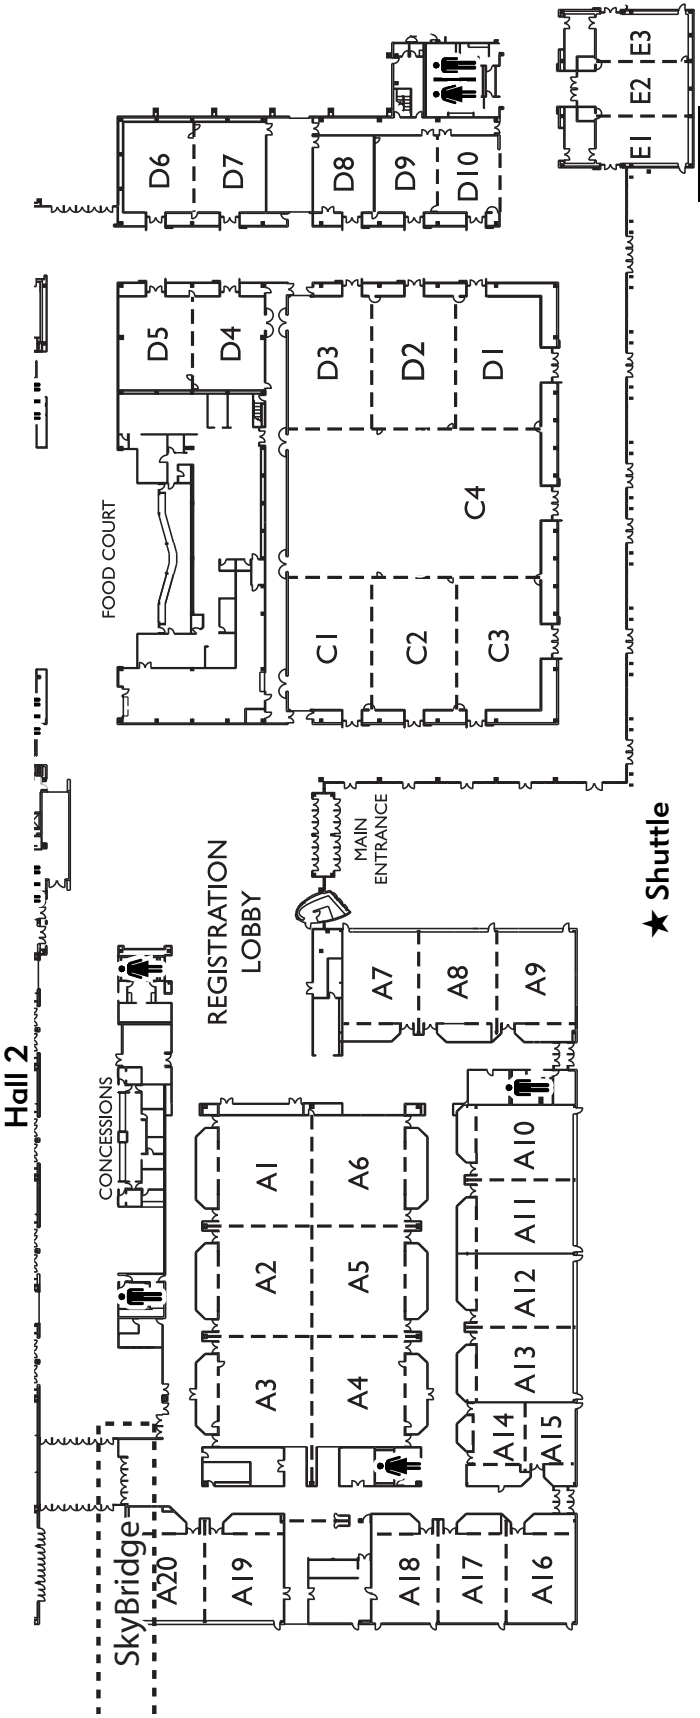 Hall 2
SkyBridge
CONCESSIONS
REGISTRATION
LOBBY
FOOD COURT
MAIN
ENTRANCE
★ Shuttle
A20
A19
A18
A17
A16
A3
A2
A1
A4
A5
A6
A14
A15
A13
A12
A11
A10
A7
A8
A9
C1
C2
C3
C4
D3
D2
D1
D5
D4
D6
D7
D8
D9
D10
E1
E2
E3